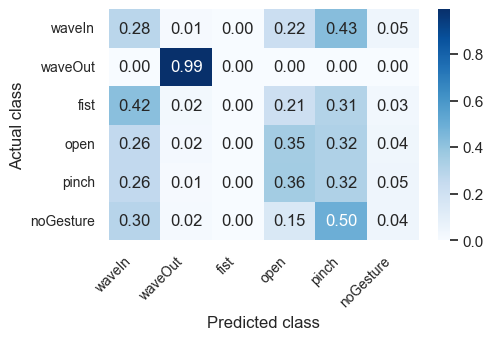 waveIn 0.28 0.01 0.00 0.22 0.43 0.05
waveOut 0.00 0.99 0.00 0.00 0.00 0.00
fist 0.42 0.02 0.00 0.21 0.31 0.03
open 0.26 0.02 0.00 0.35 0.32 0.04
pinch 0.26 0.01 0.00 0.36 0.32 0.05
noGesture 0.30 0.02 0.00 0.15 0.50 0.04
Actual class
waveIn waveOut fist open pinch noGesture
Predicted class
0.8
0.6
0.4
0.2
0.0